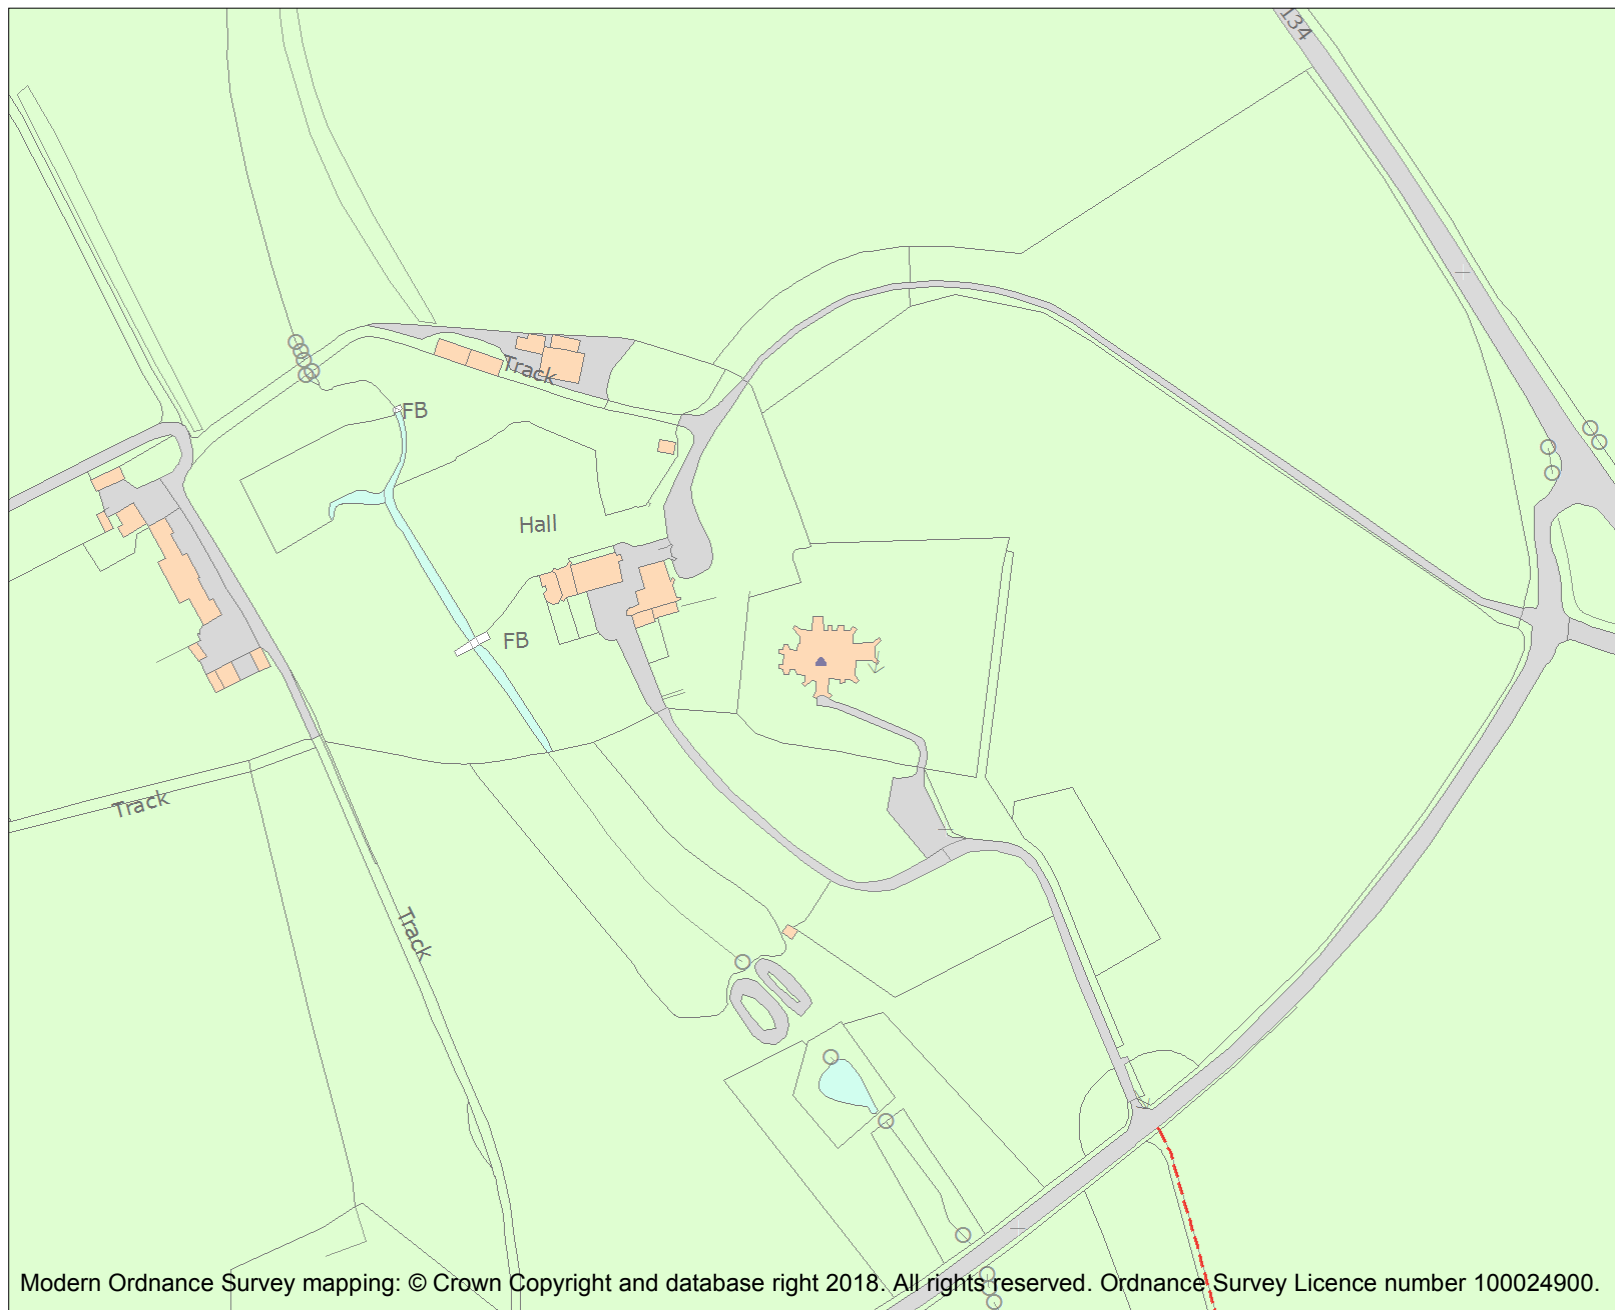 134
Track
FB
Hall
FB
Track
Track
Modern Ordnance Survey mapping: © Crown Copyright and database right 2018. All rights reserved. Ordnance Survey Licence number 100024900.